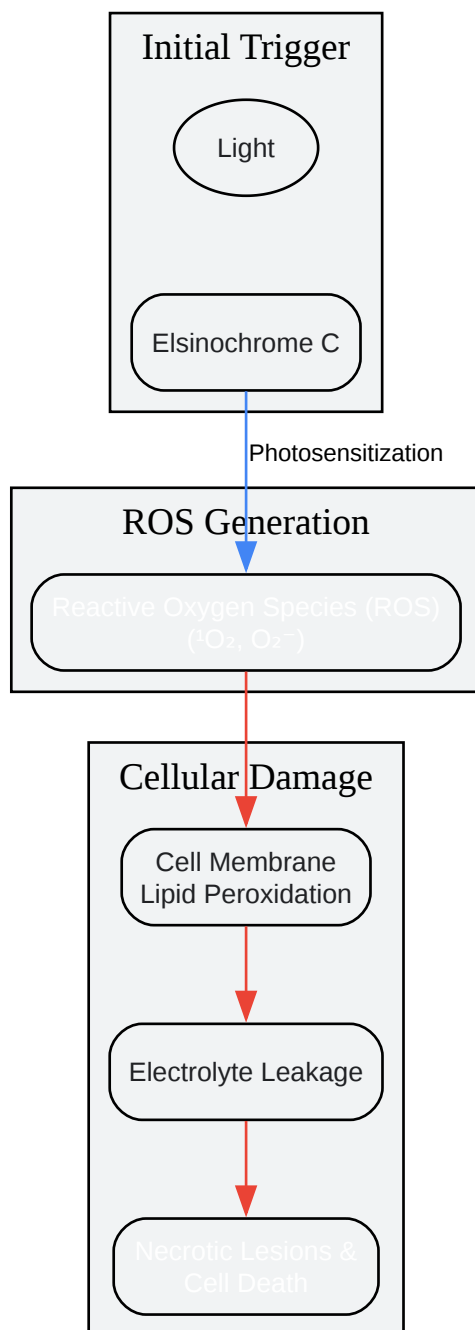 Initial Trigger
Light
Elsinochrome C
Photosensitization
ROS Generation
Reactive Oxygen Species (ROS)
(¹O₂, O₂⁻)
Cellular Damage
Cell Membrane
Lipid Peroxidation
Electrolyte Leakage
Necrotic Lesions &
Cell Death